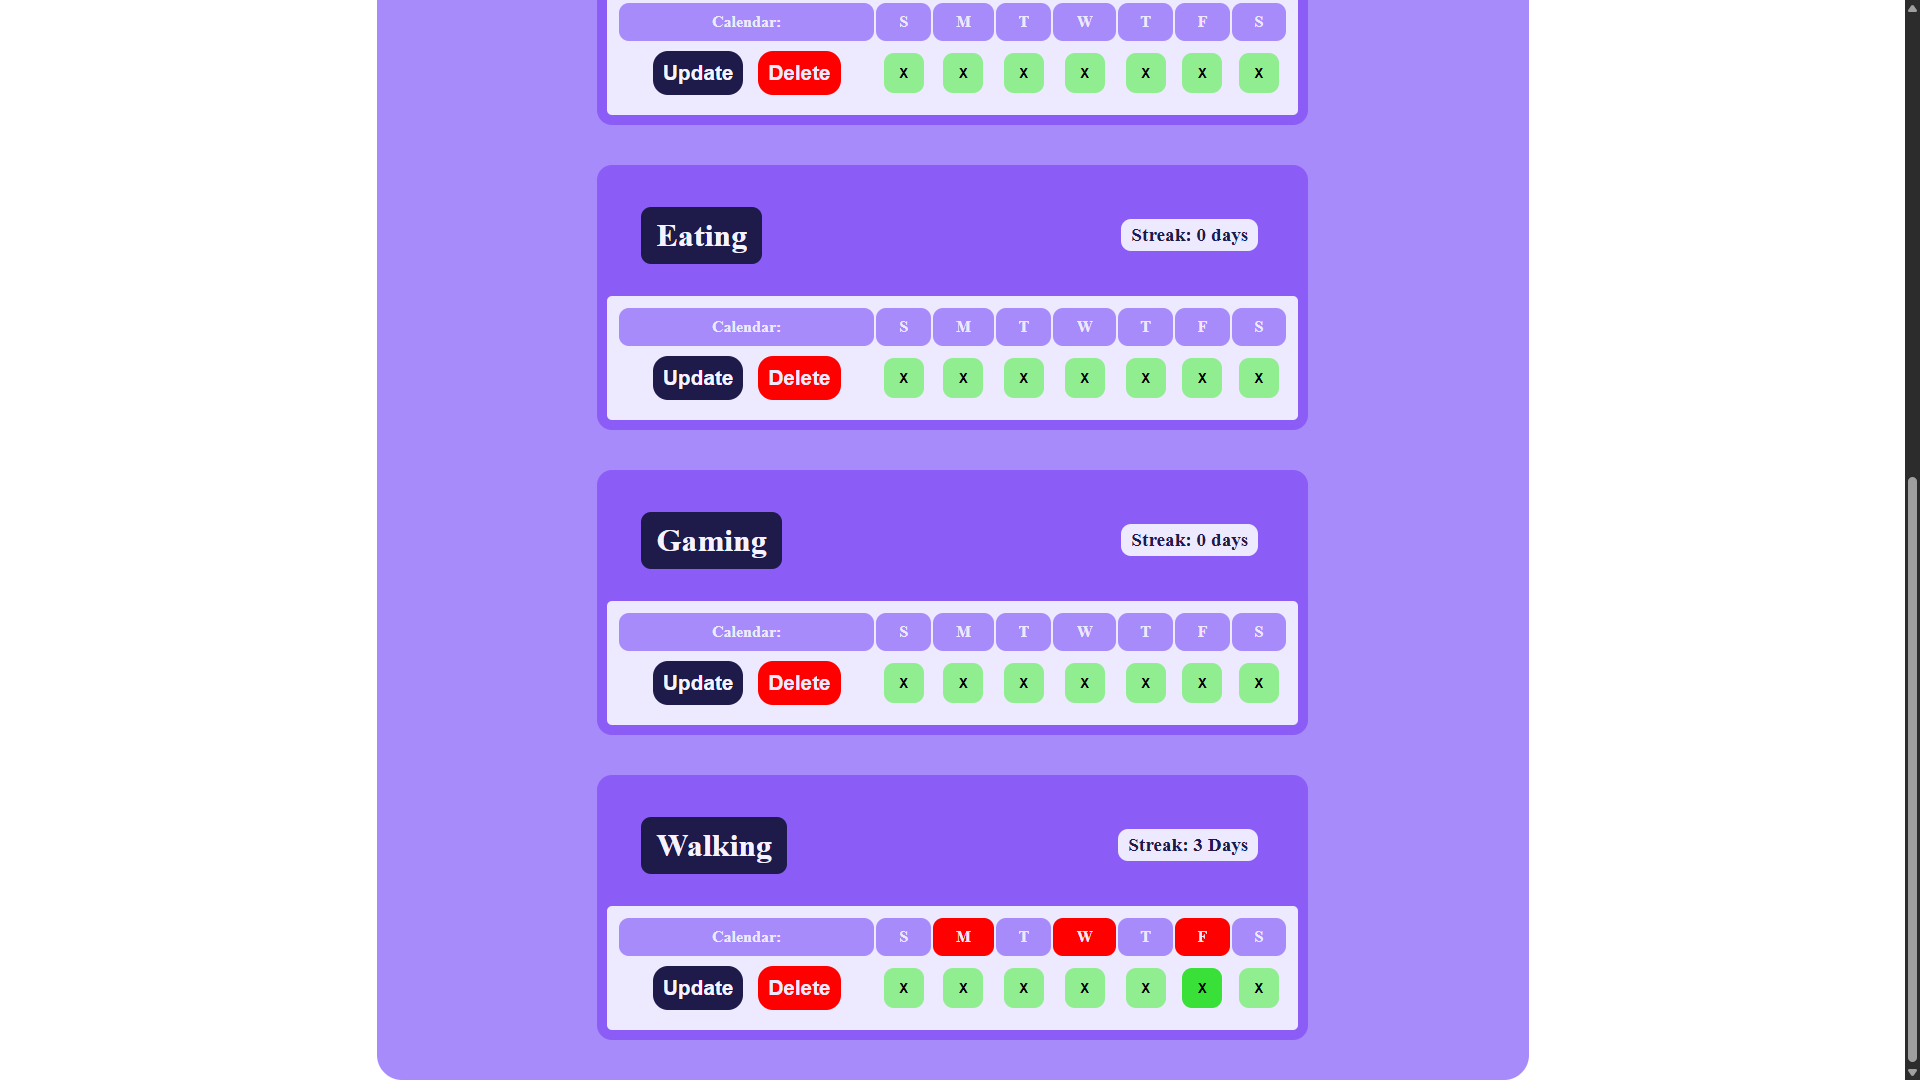 Calendar: S M T W T F S
Update Delete X X X X X X X
Eating Streak: 0 days
Calendar: S M T W T F S
Update Delete X X X X X X X
Gaming Streak: 0 days
Calendar: S M T W T F S
Update Delete X X X X X X X
Walking Streak: 3 Days
Calendar: S M T W T F S
Update Delete X X X X X X X